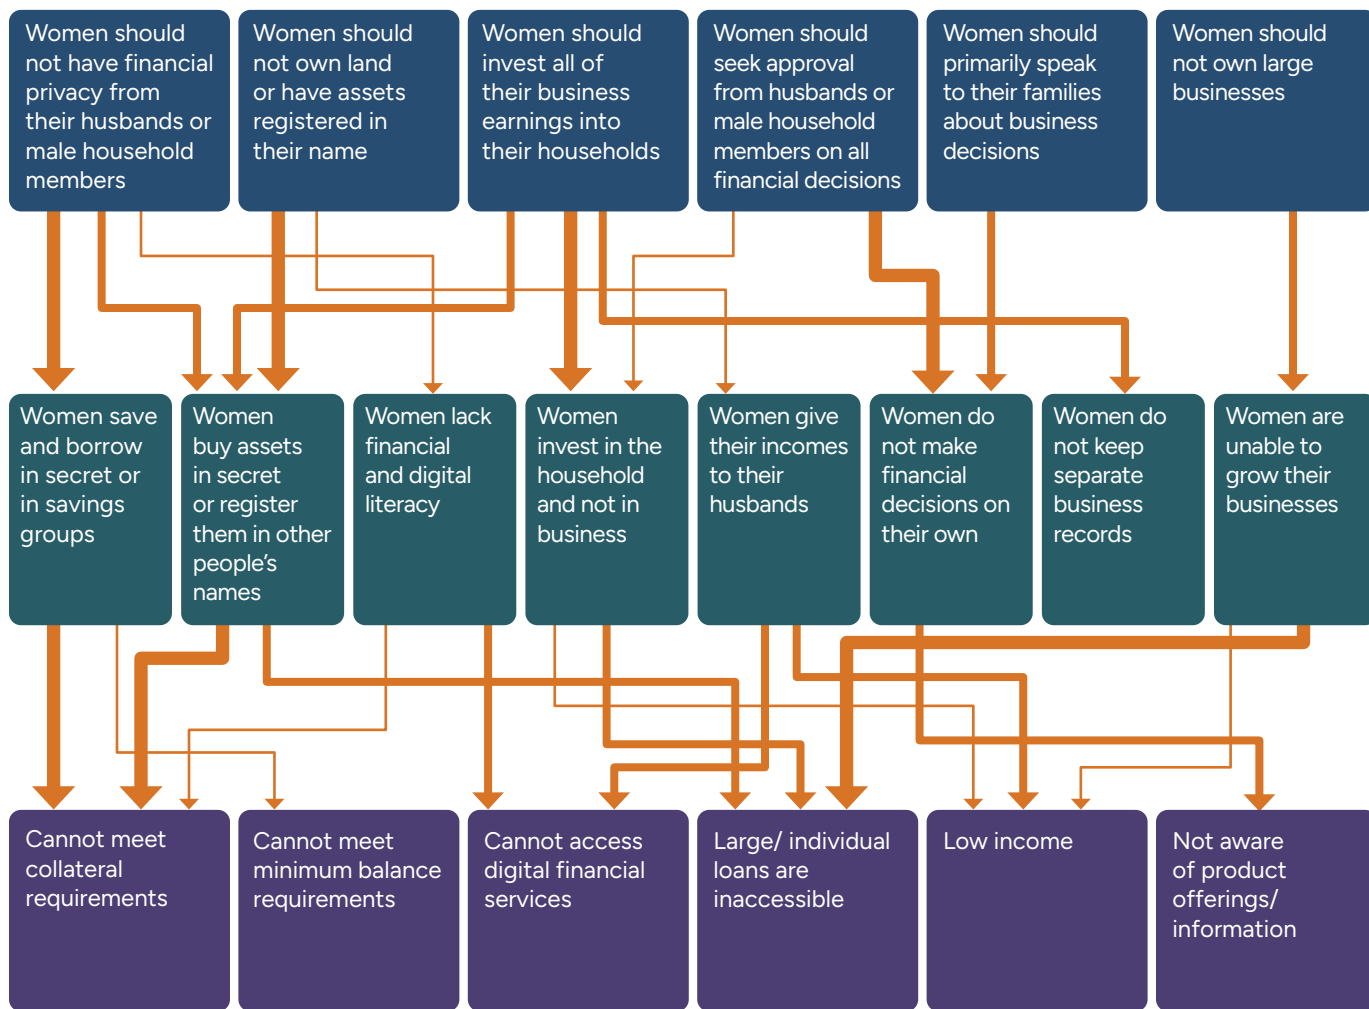 Women should
not have financial
privacy from
their husbands or
male household
members
Women should
not own land
or have assets
registered in
their name
Women should
invest all of
their business
earnings into
their households
Women should
seek approval
from husbands or
male household
members on all
financial decisions
Women should
primarily speak
to their families
about business
decisions
Women should
not own large
businesses
Women save
and borrow
in secret or
in savings
groups
Women
buy assets
in secret
or register
them in other
people’s
names
Women lack
financial
and digital
literacy
Women
invest in the
household
and not in
business
Women give
their incomes
to their
husbands
Women do
not make
financial
decisions on
their own
Women do
not keep
separate
business
records
Women are
unable to
grow their
businesses
Cannot meet
collateral
requirements
Cannot meet
minimum balance
requirements
Cannot access
digital financial
services
Large/ individual
loans are
inaccessible
Low income
Not aware
of product
offerings/
information